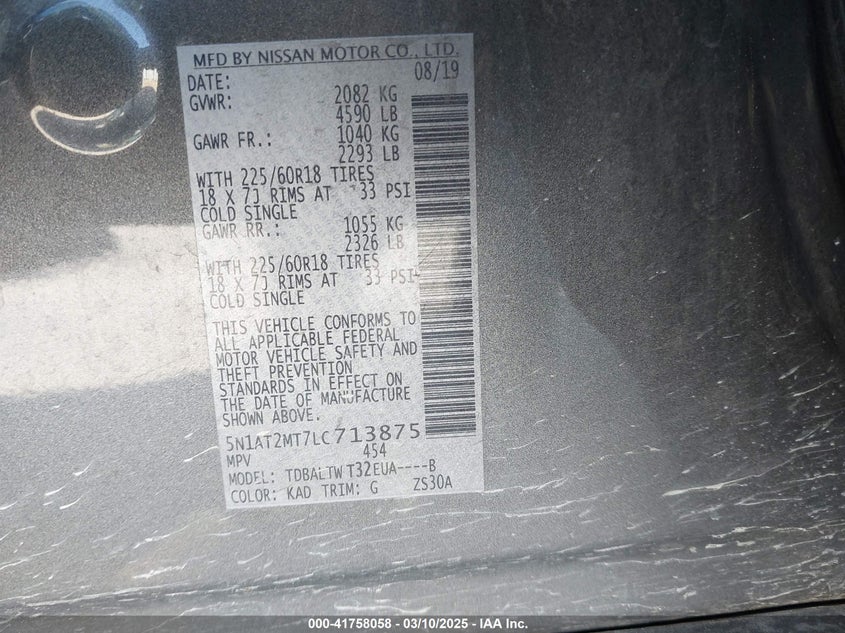 MFD BY NISSAN MOTOR CO., LTD.
DATE: 08/19
GVWR: 2082 KG
4590 LB
GAWR FR.: 1040 KG
2293 LB
WITH 225/60R18 TIRES
18 X 7J RIMS AT 33 PSI
COLD SINGLE
GAWR RR.: 1055 KG
2326 LB
WITH 225/60R18 TIRES
18 X 7J RIMS AT 33 PSI
COLD SINGLE
THIS VEHICLE CONFORMS TO
ALL APPLICABLE FEDERAL
MOTOR VEHICLE SAFETY AND
THEFT PREVENTION
STANDARDS IN EFFECT ON
THE DATE OF MANUFACTURE
SHOWN ABOVE.
5N1AT2MT7LC713875
MPV 454
MODEL: TDBALTW T32EUA----B
COLOR: KAD TRIM: G ZS30A
000-41758058 - 03/10/2025 - IAA Inc.